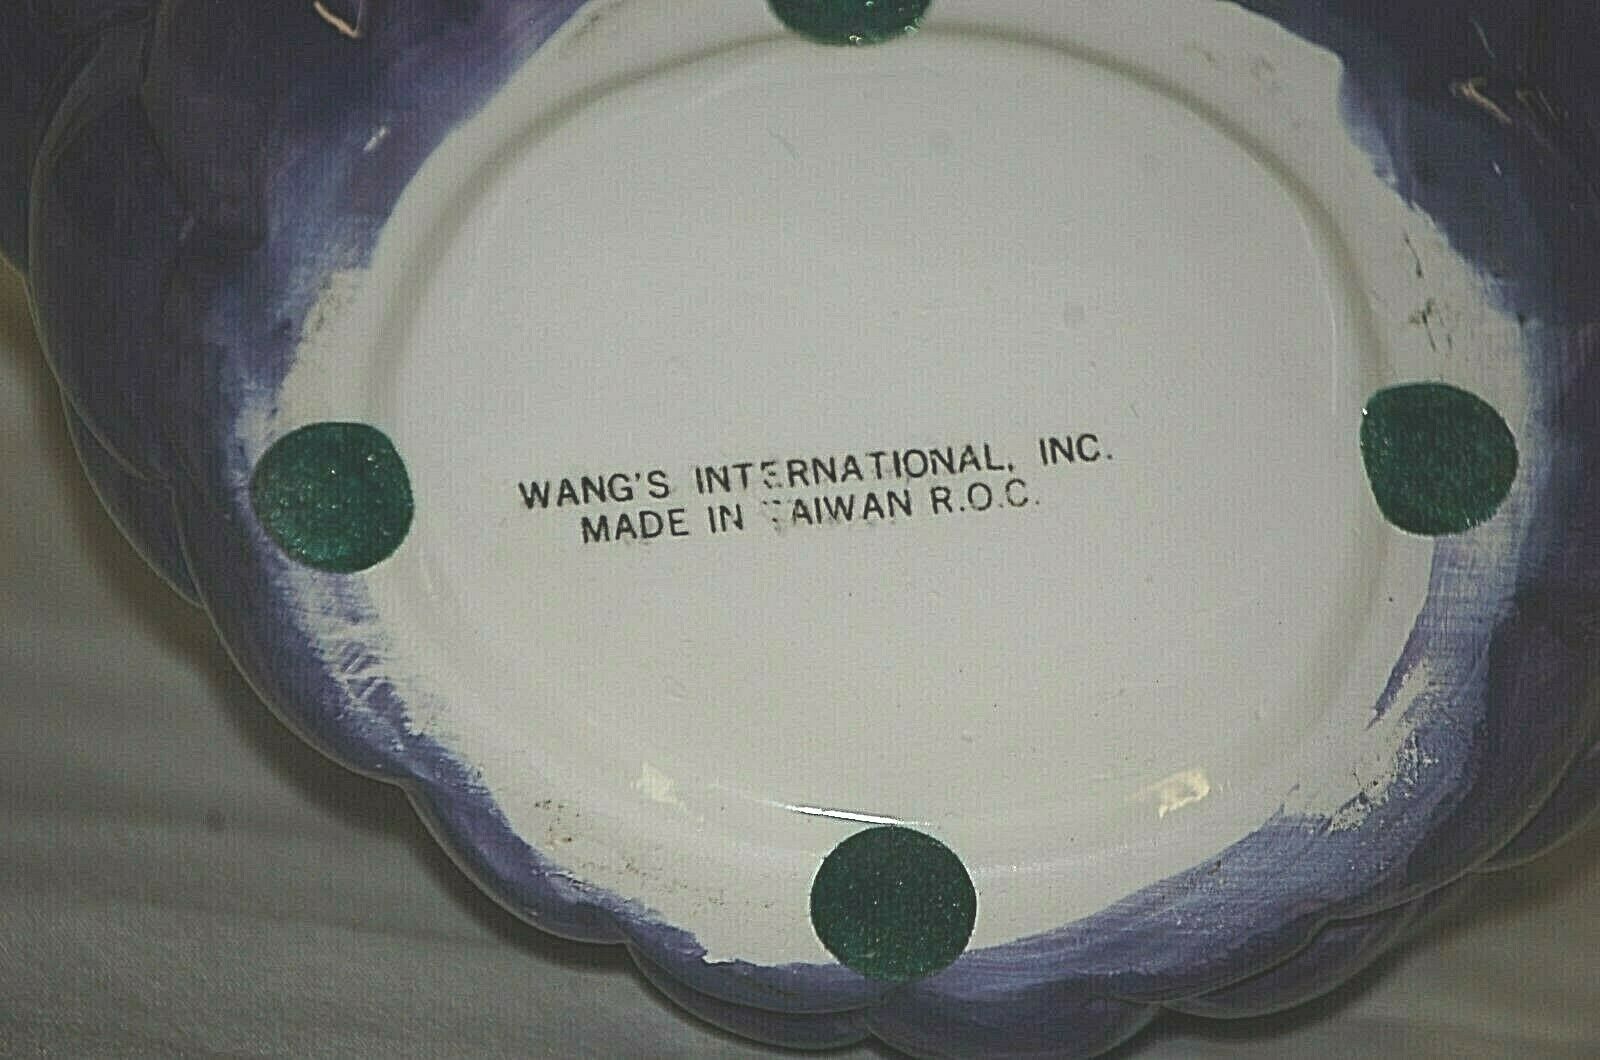 WANG'S INTERNATIONAL, INC.
MADE IN TAIWAN R.O.C.